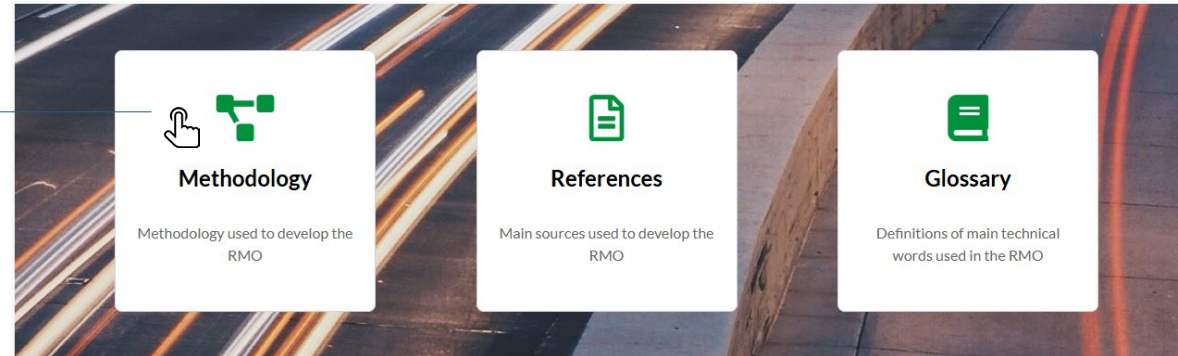 Methodology
Methodology used to develop the
RMO
References
Main sources used to develop the
RMO
Glossary
Definitions of main technical
words used in the RMO